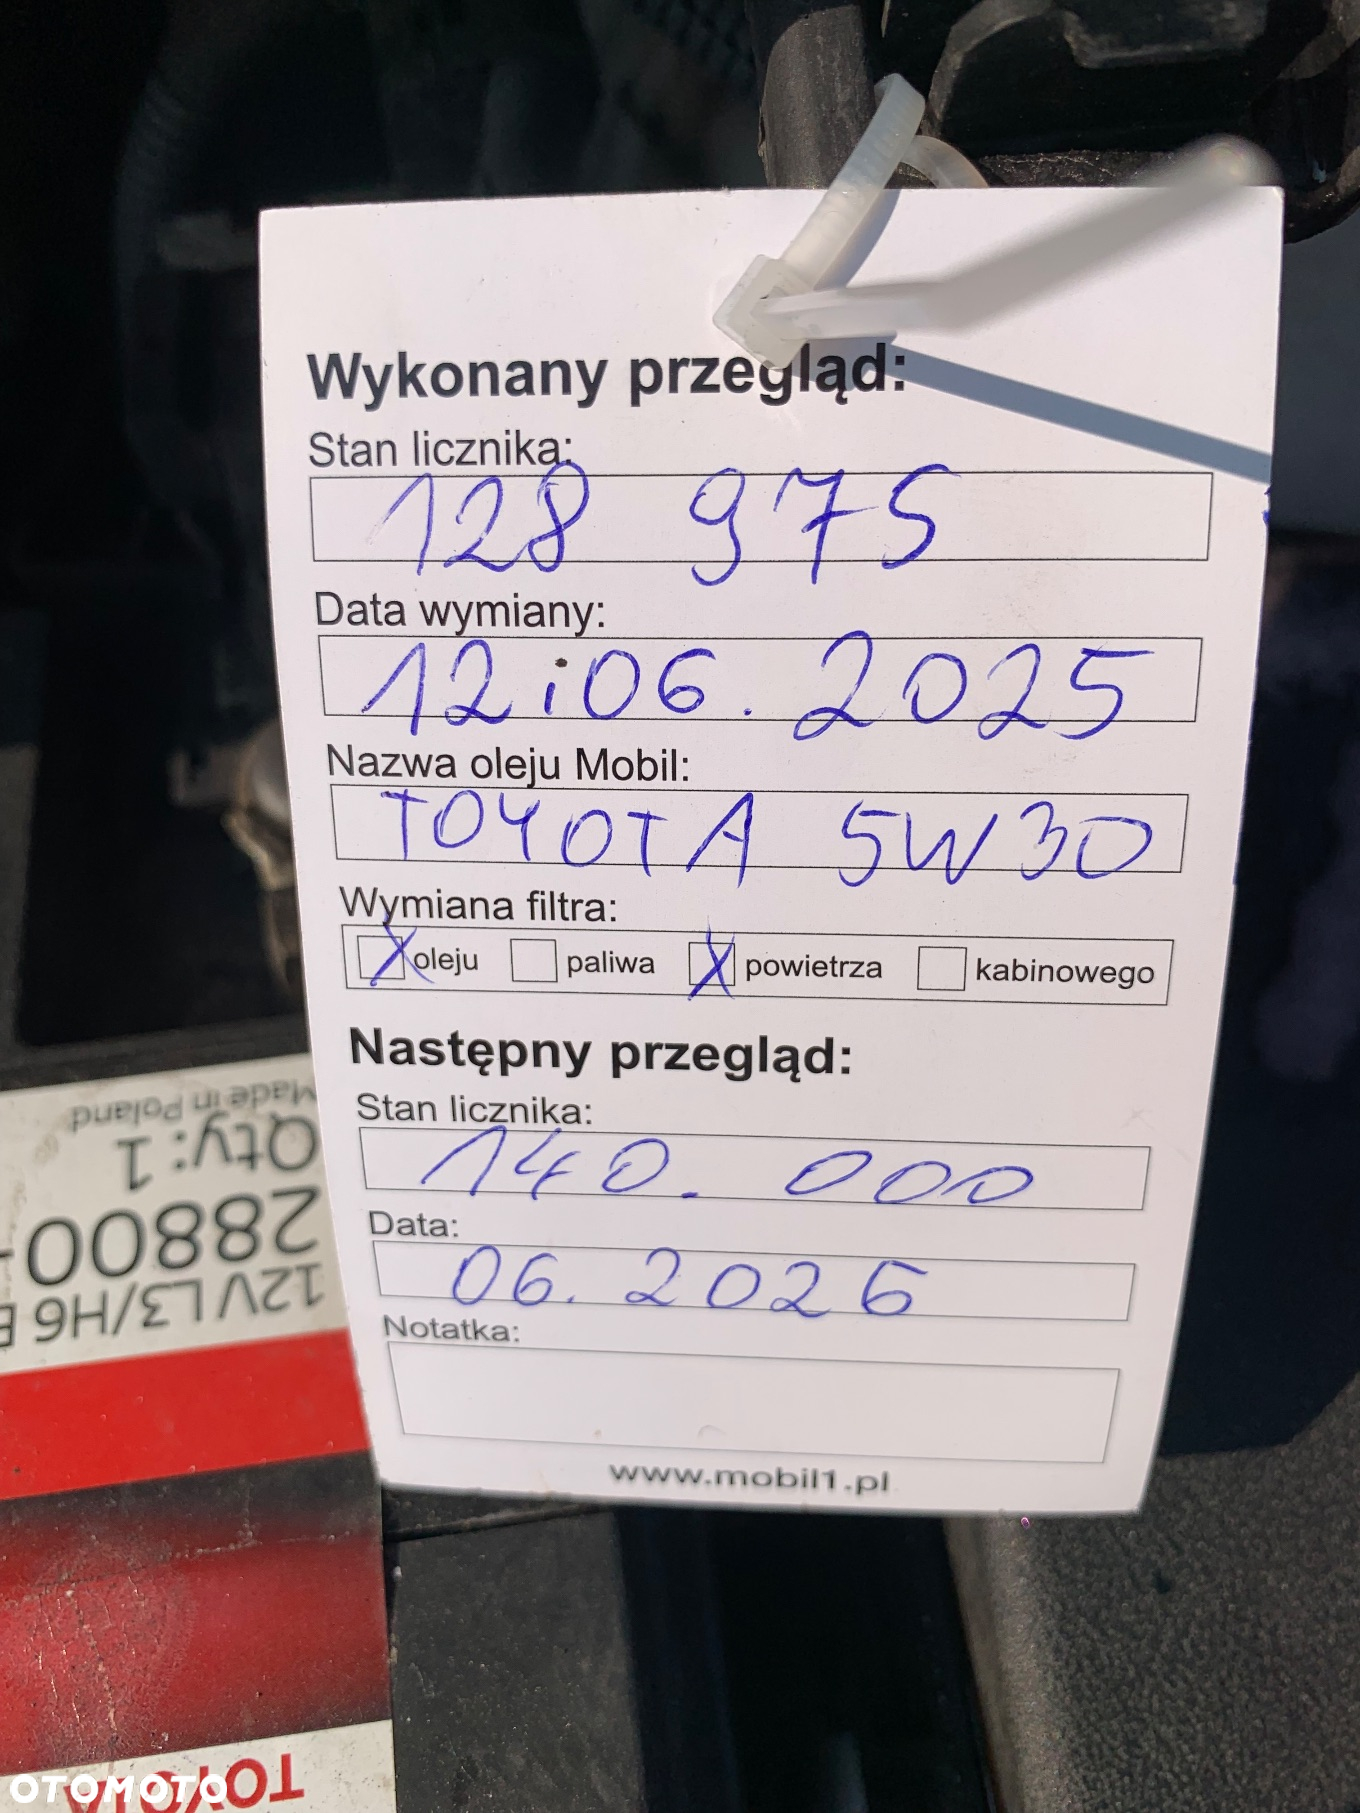 Wykonany przegląd:
Stan licznika:
128 975
Data wymiany:
12.06.2025
Nazwa oleju Mobil:
TOYOTA 5W30
Wymiana filtra:
X oleju paliwa X powietrza kabinowego
Następny przegląd:
Stan licznika:
140.000
Data:
06.2026
Notatka:
www.mobil1.pl
Made in Poland
Qty: 1
28800-
12V L3/H6 E
TOYOTA
OTOMOTO